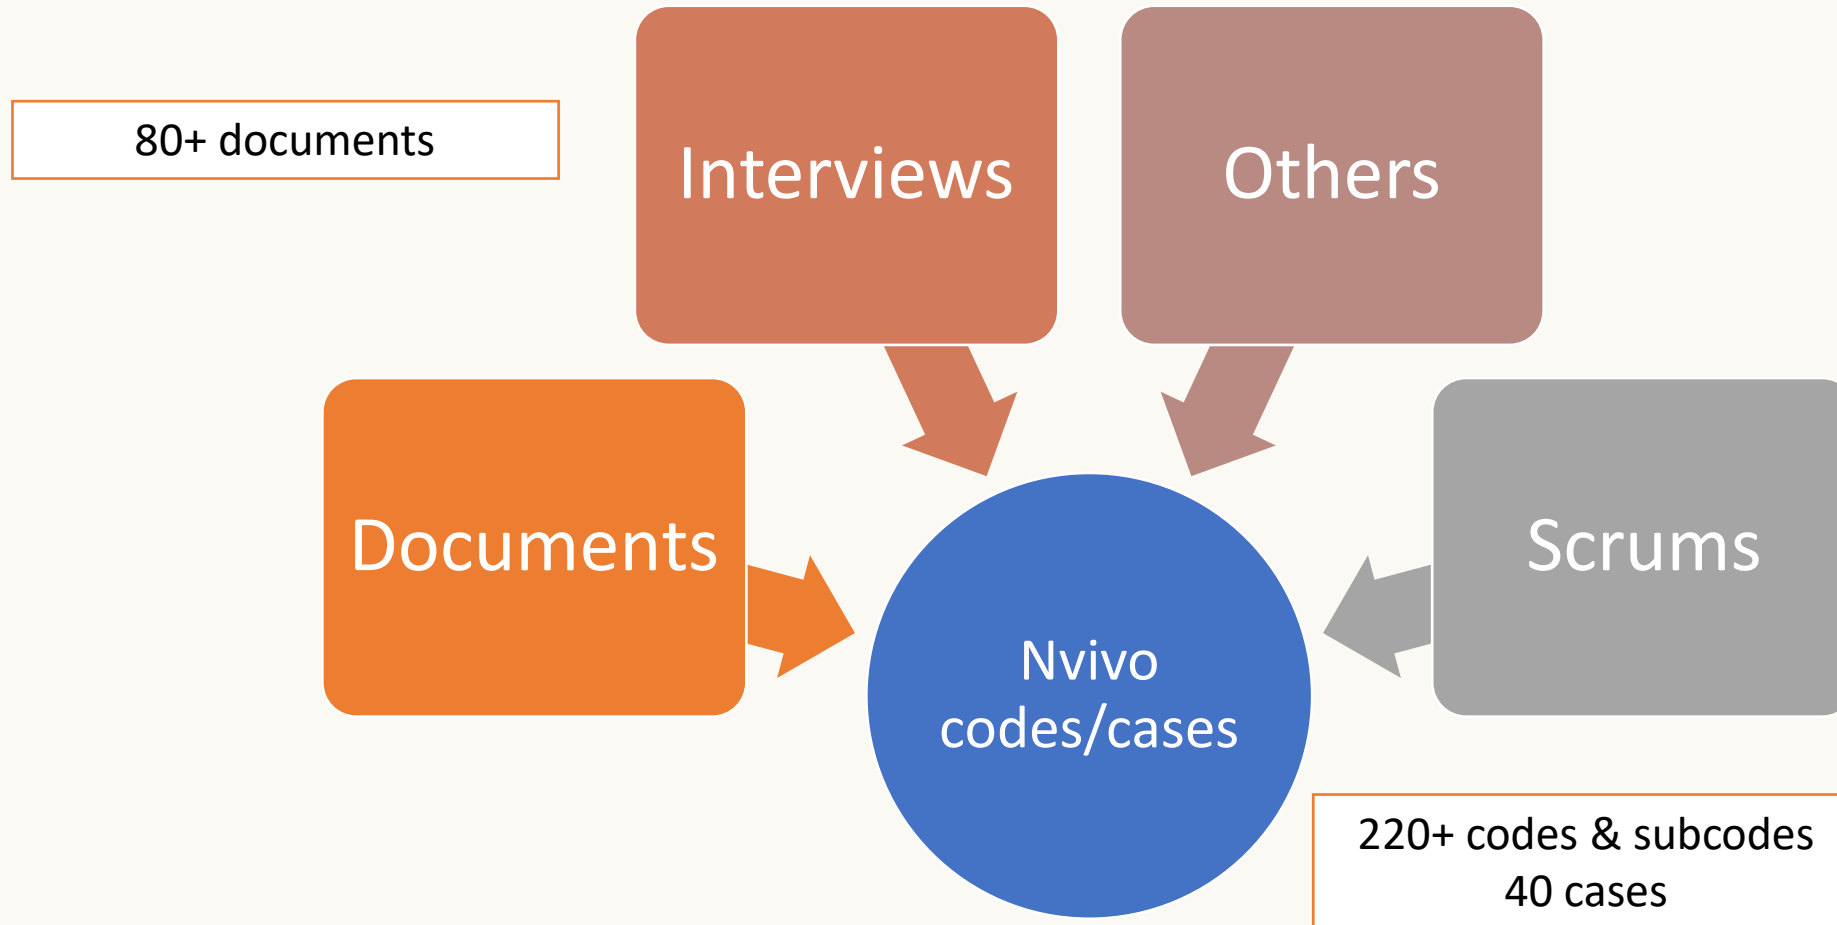 80+ documents
Interviews
Others
Documents
Scrums
Nvivo
codes/cases
220+ codes & subcodes
40 cases